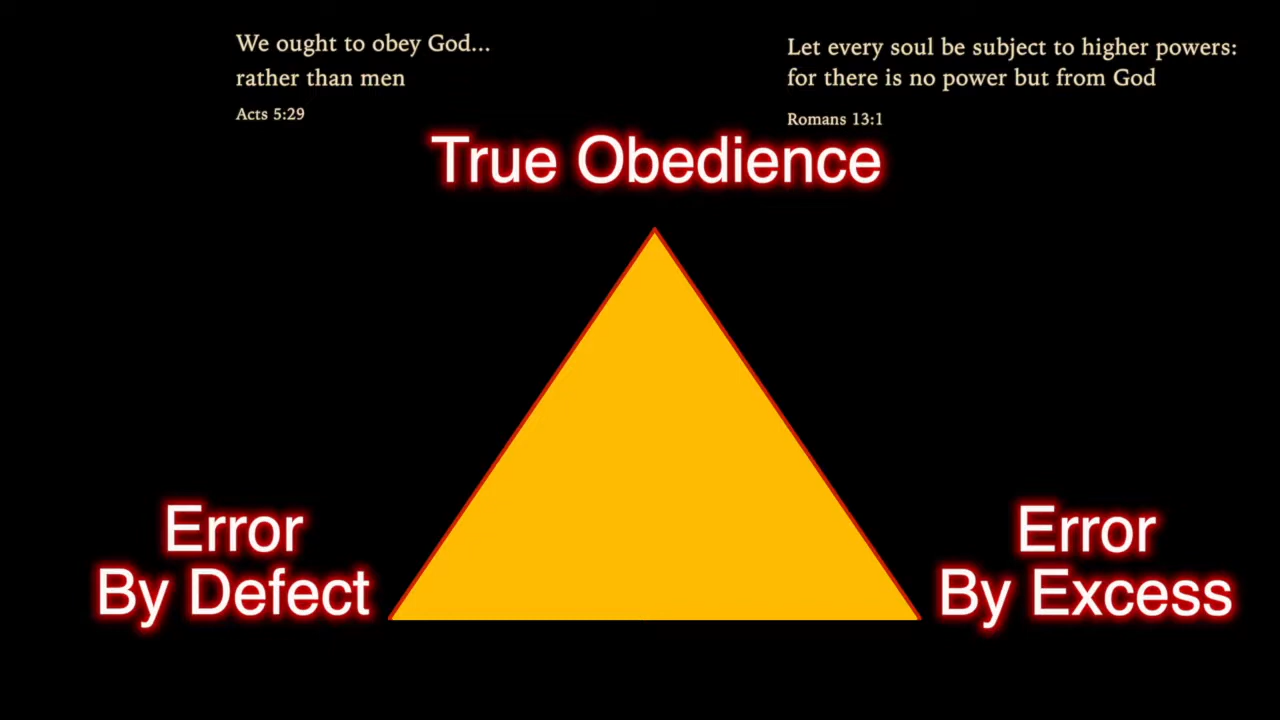 We ought to obey God...
rather than men
Acts 5:29
Let every soul be subject to higher powers:
for there is no power but from God
Romans 13:1
True Obedience
Error
By Defect
Error
By Excess